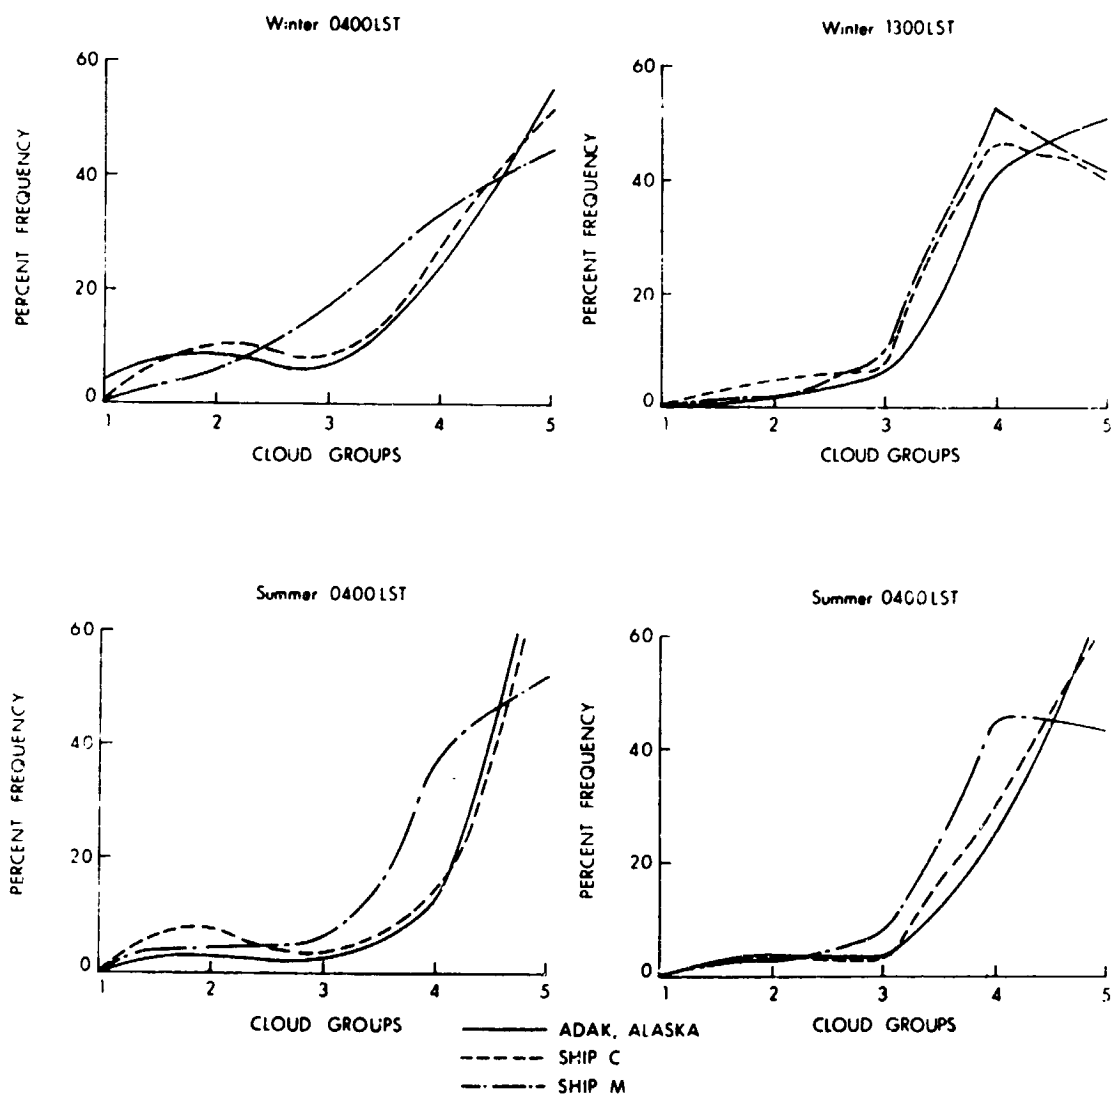 Winter 0400LST
60
40
20
0
1 2 3 4 5
PERCENT FREQUENCY
CLOUD GROUPS
Winter 1300LST
60
40
20
0
1 2 3 4 5
PERCENT FREQUENCY
CLOUD GROUPS
Summer 0400LST
60
40
20
0
1 2 3 4 5
PERCENT FREQUENCY
CLOUD GROUPS
Summer 0400LST
60
40
20
0
1 2 3 4 5
PERCENT FREQUENCY
CLOUD GROUPS
ADAK, ALASKA
SHIP C
SHIP M